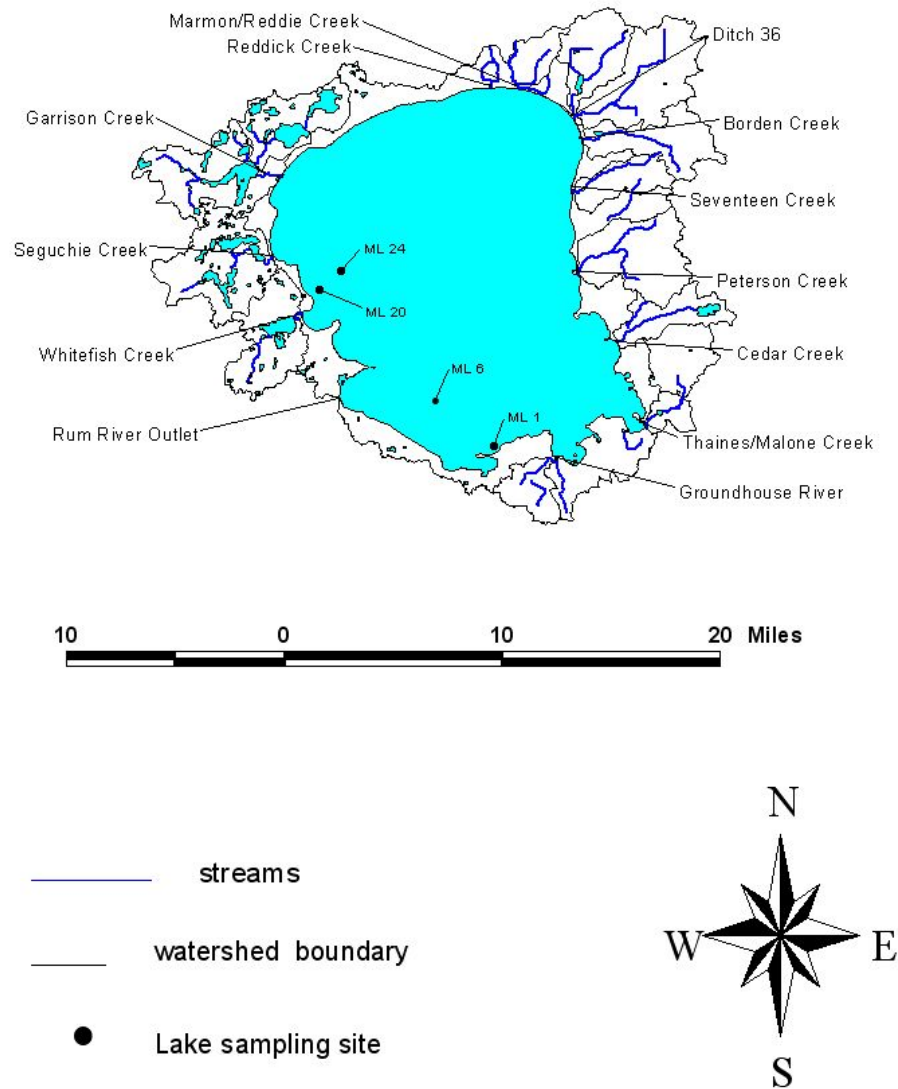 Marmon/Reddie Creek
Reddick Creek
Ditch 36
Garrison Creek
Borden Creek
Seventeen Creek
Seguchie Creek
ML 24
Peterson Creek
ML 20
Whitefish Creek
Cedar Creek
ML 6
Rum River Outlet
ML 1
Thaines/Malone Creek
Groundhouse River
10 0 10 20 Miles
N
streams
W E
watershed boundary
Lake sampling site
S